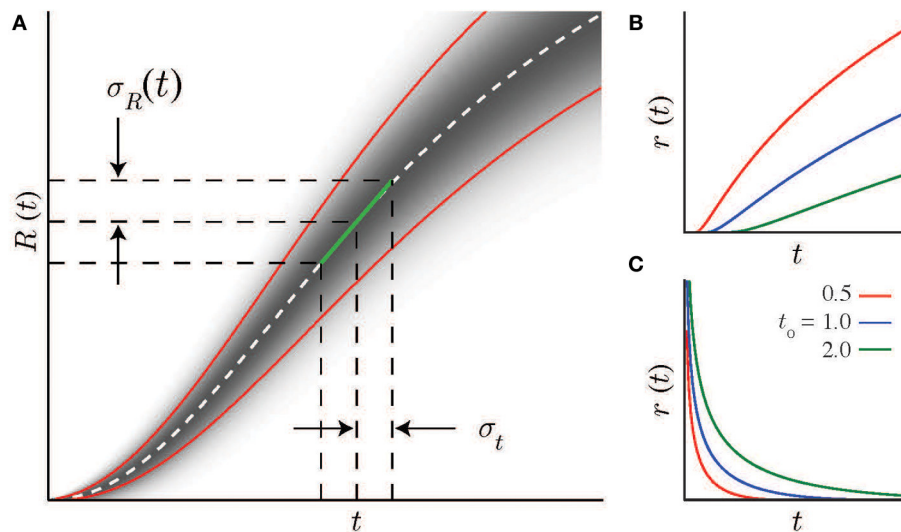 A
σ_R(t)
R (t)
t
σ_t
B
r (t)
t
C
0.5
t_o = 1.0
2.0
r (t)
t